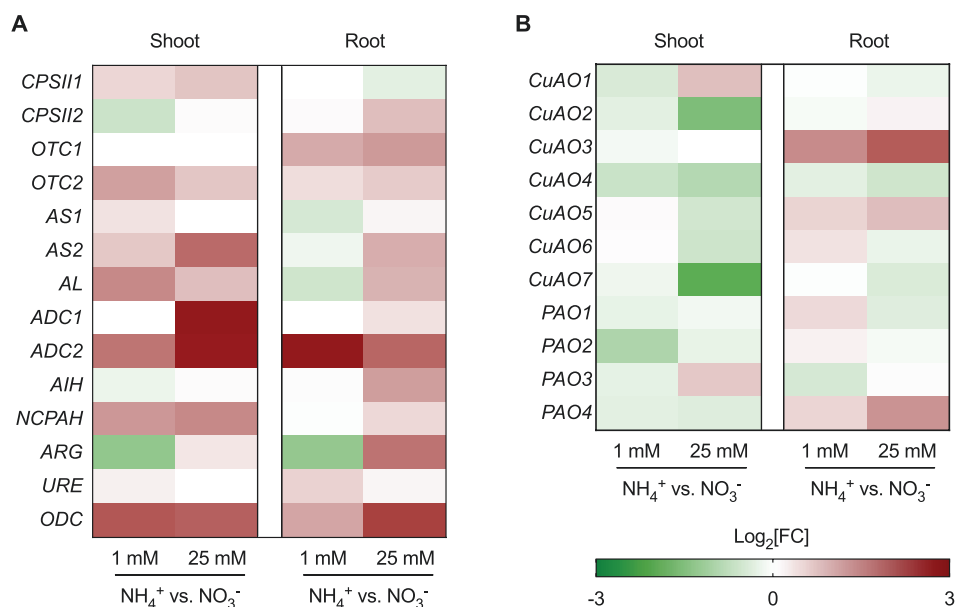 A
Shoot Root
CPSII1
CPSII2
OTC1
OTC2
AS1
AS2
AL
ADC1
ADC2
AIH
NCPAH
ARG
URE
ODC
1 mM 25 mM 1 mM 25 mM
NH₄⁺ vs. NO₃⁻ NH₄⁺ vs. NO₃⁻
B
Shoot Root
CuAO1
CuAO2
CuAO3
CuAO4
CuAO5
CuAO6
CuAO7
PAO1
PAO2
PAO3
PAO4
1 mM 25 mM 1 mM 25 mM
NH₄⁺ vs. NO₃⁻ NH₄⁺ vs. NO₃⁻
Log₂[FC]
-3 0 3